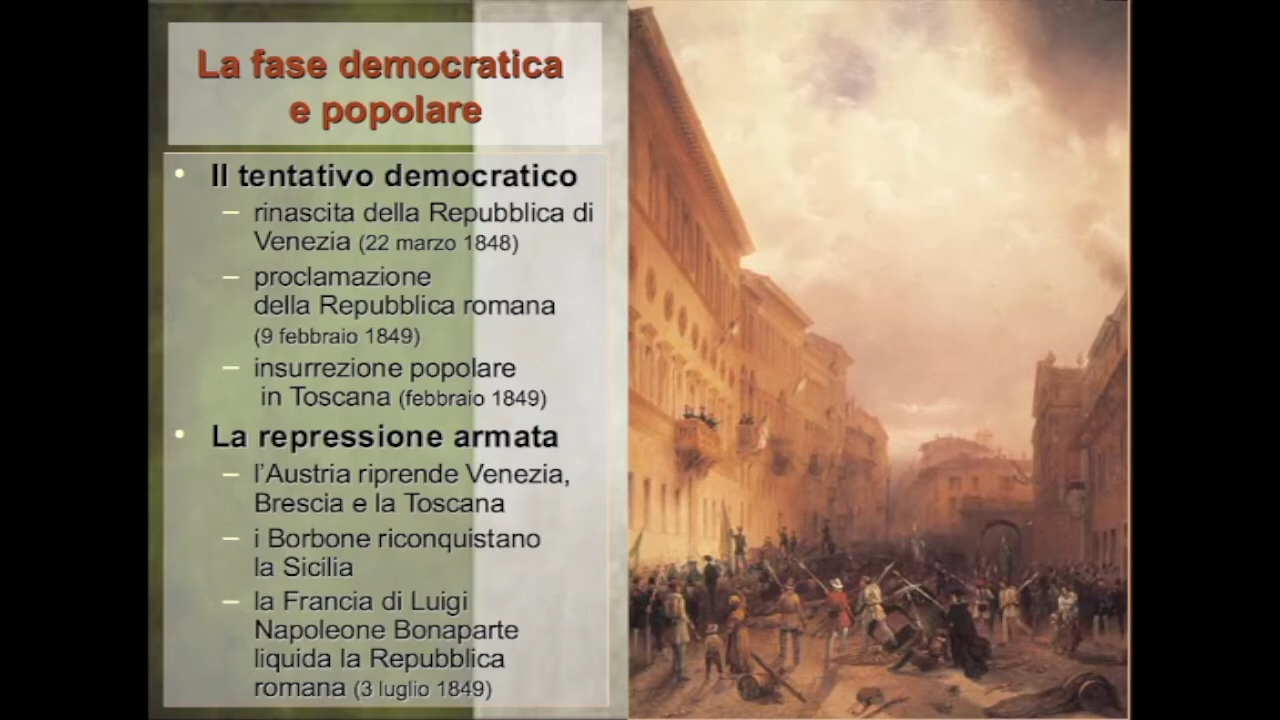 La fase democratica
e popolare
• Il tentativo democratico
– rinascita della Repubblica di
Venezia (22 marzo 1848)
– proclamazione
della Repubblica romana
(9 febbraio 1849)
– insurrezione popolare
in Toscana (febbraio 1849)
• La repressione armata
– l’Austria riprende Venezia,
Brescia e la Toscana
– i Borbone riconquistano
la Sicilia
– la Francia di Luigi
Napoleone Bonaparte
liquida la Repubblica
romana (3 luglio 1849)